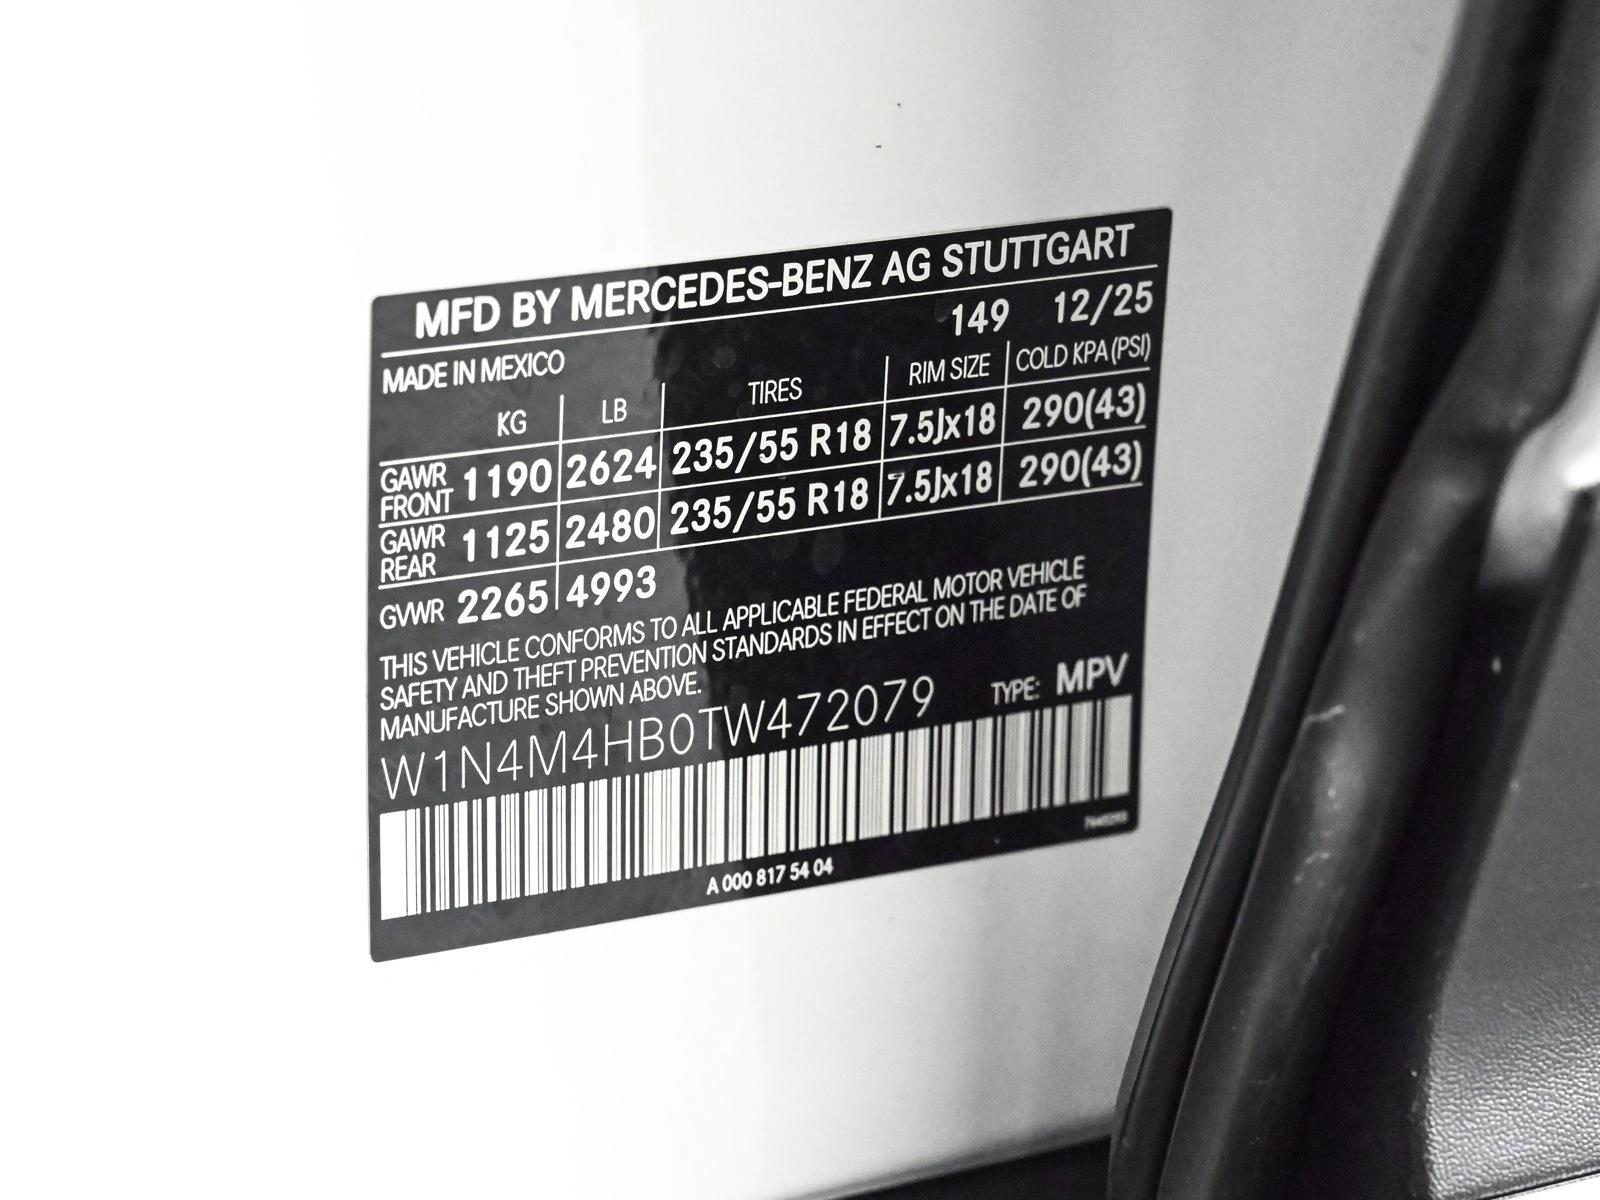 MFD BY MERCEDES-BENZ AG STUTTGART
149 12/25
MADE IN MEXICO
KG LB TIRES RIM SIZE COLD KPA(PSI)
GAWR FRONT 1190 2624 235/55 R18 7.5Jx18 290(43)
GAWR REAR 1125 2480 235/55 R18 7.5Jx18 290(43)
GVWR 2265 4993
THIS VEHICLE CONFORMS TO ALL APPLICABLE FEDERAL MOTOR VEHICLE
SAFETY AND THEFT PREVENTION STANDARDS IN EFFECT ON THE DATE OF
MANUFACTURE SHOWN ABOVE.
W1N4M4HB0TW472079 TYPE: MPV
A 000 817 54 04